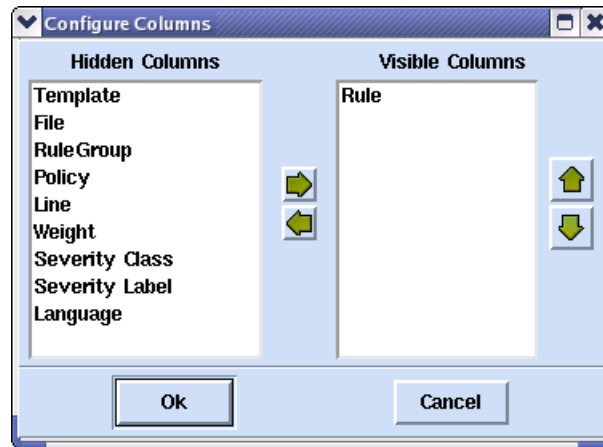 Configure Columns
Hidden Columns
Visible Columns
Template
File
RuleGroup
Policy
Line
Weight
Severity Class
Severity Label
Language
Rule
Ok
Cancel